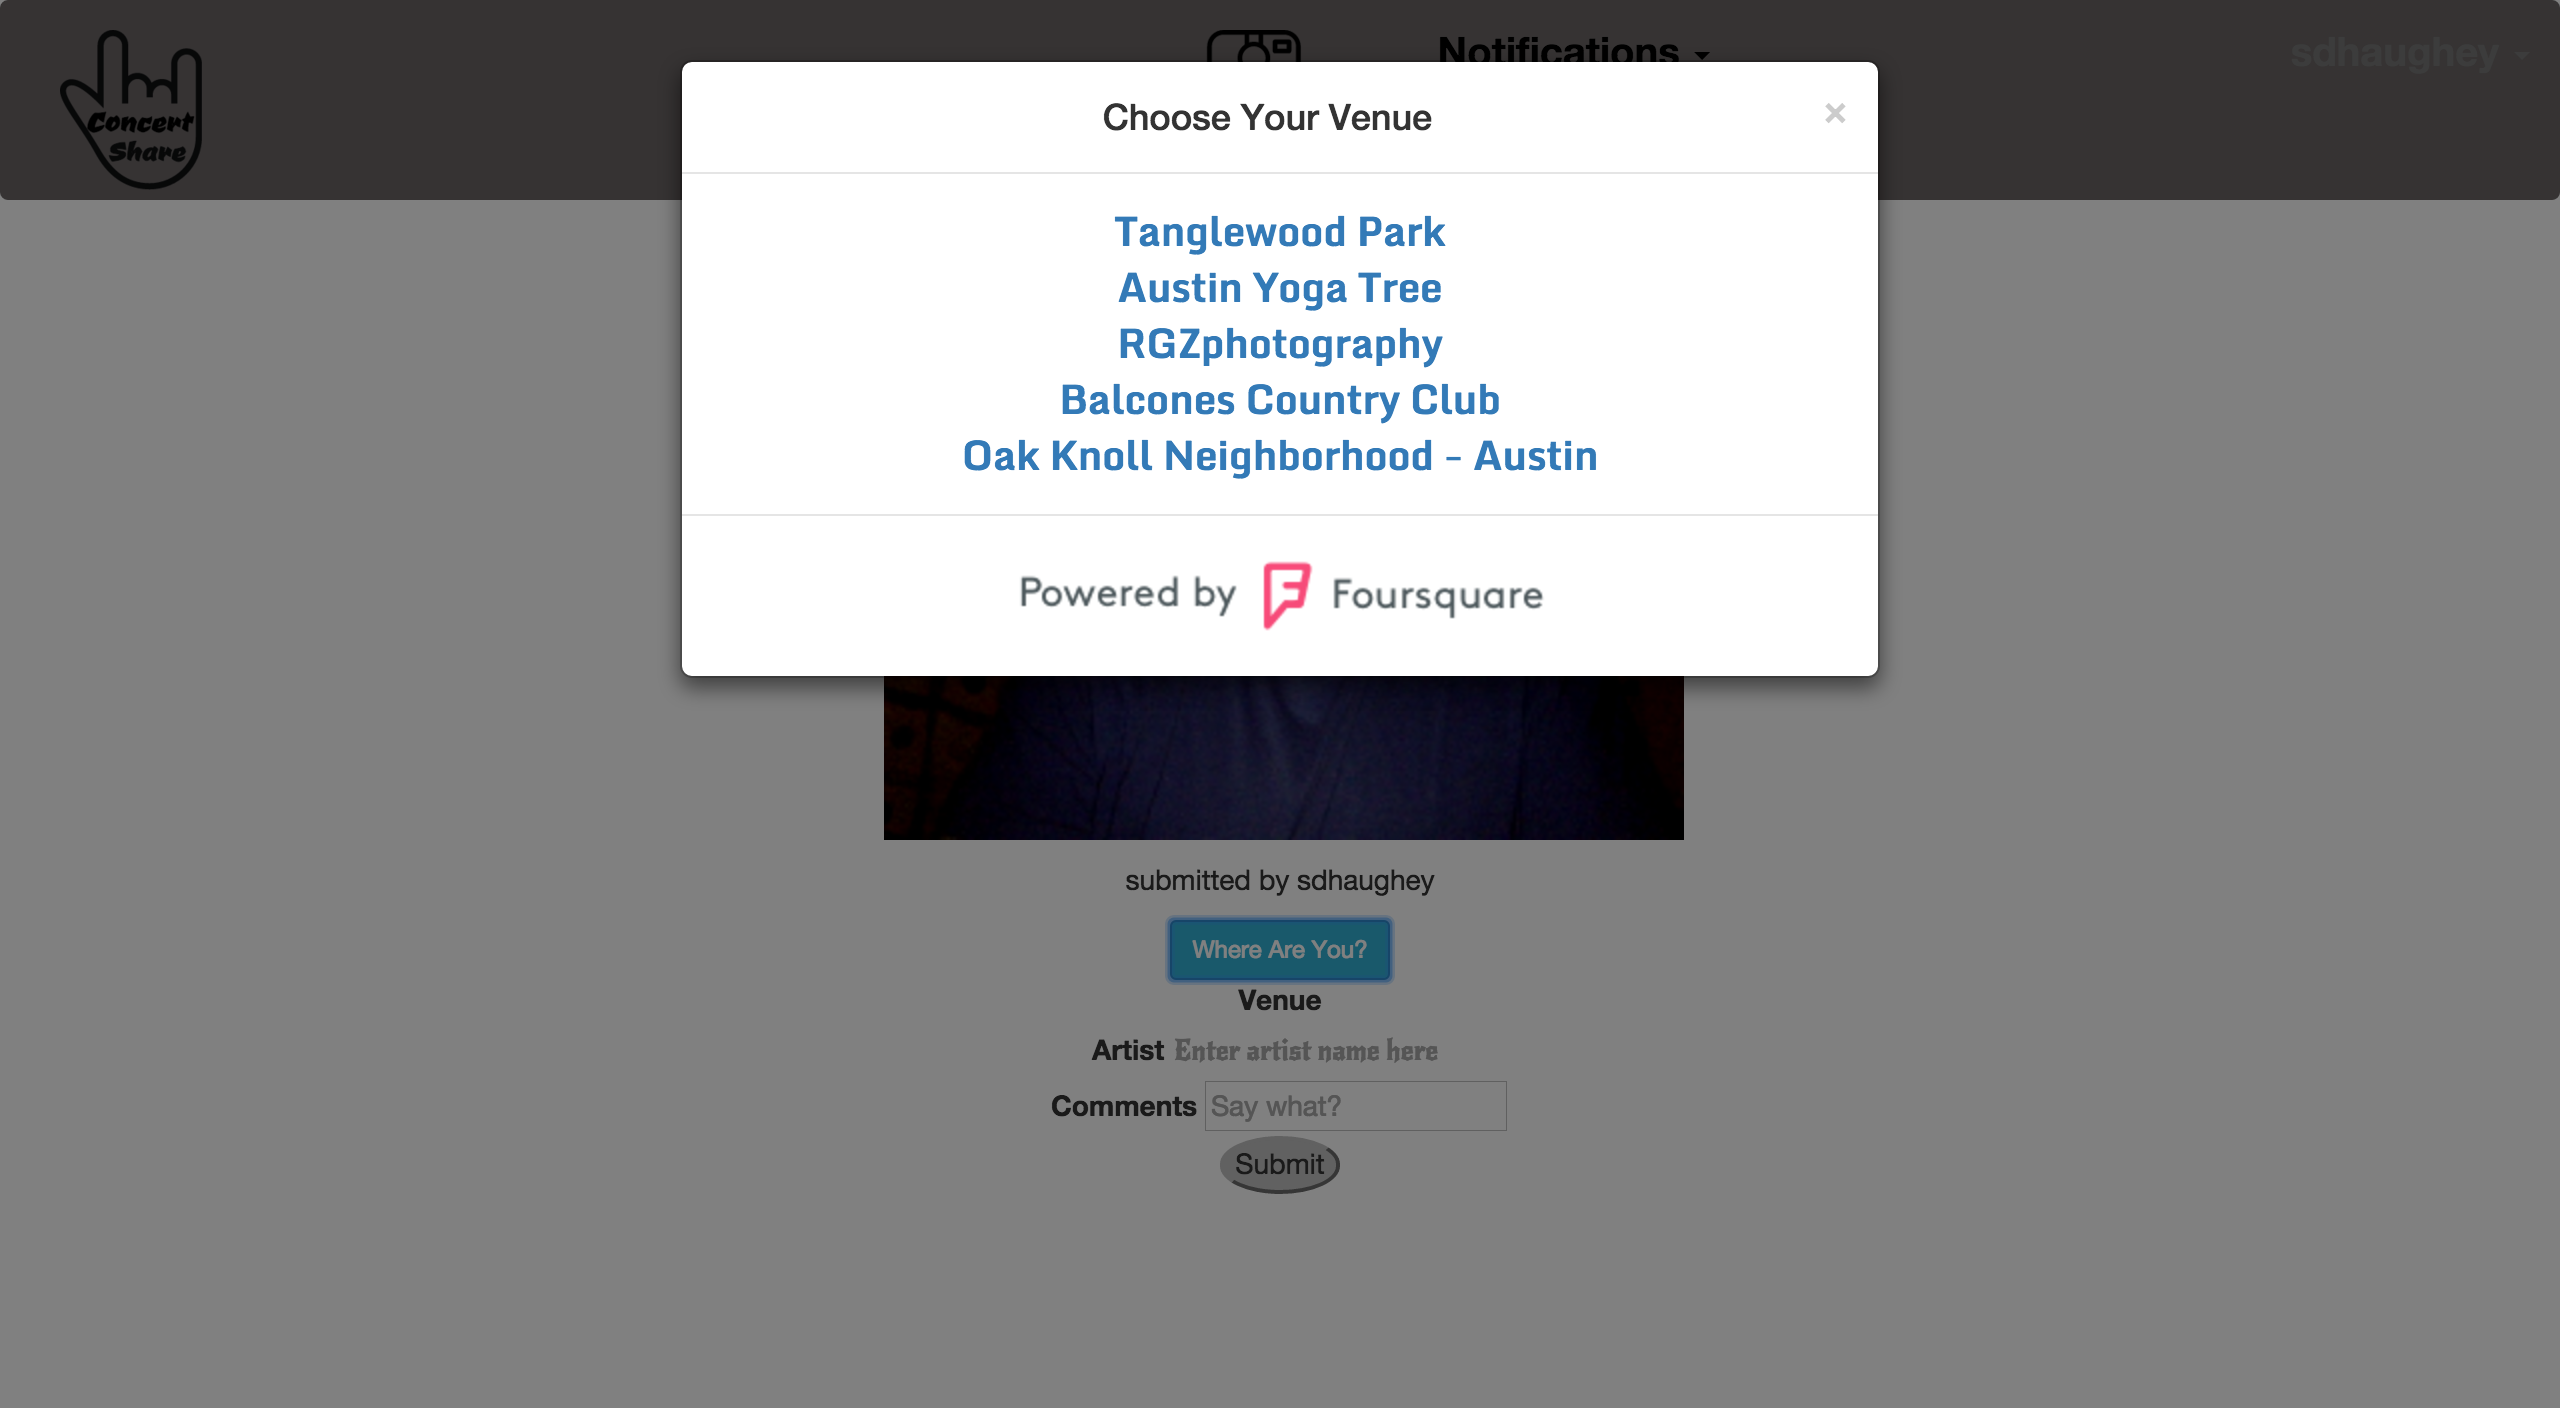 Concert
Share
Notifications
sdhaughey
Choose Your Venue
×
Tanglewood Park
Austin Yoga Tree
RGZphotography
Balcones Country Club
Oak Knoll Neighborhood - Austin
Powered by Foursquare
submitted by sdhaughey
Where Are You?
Venue
Artist Enter artist name here
Comments Say what?
Submit